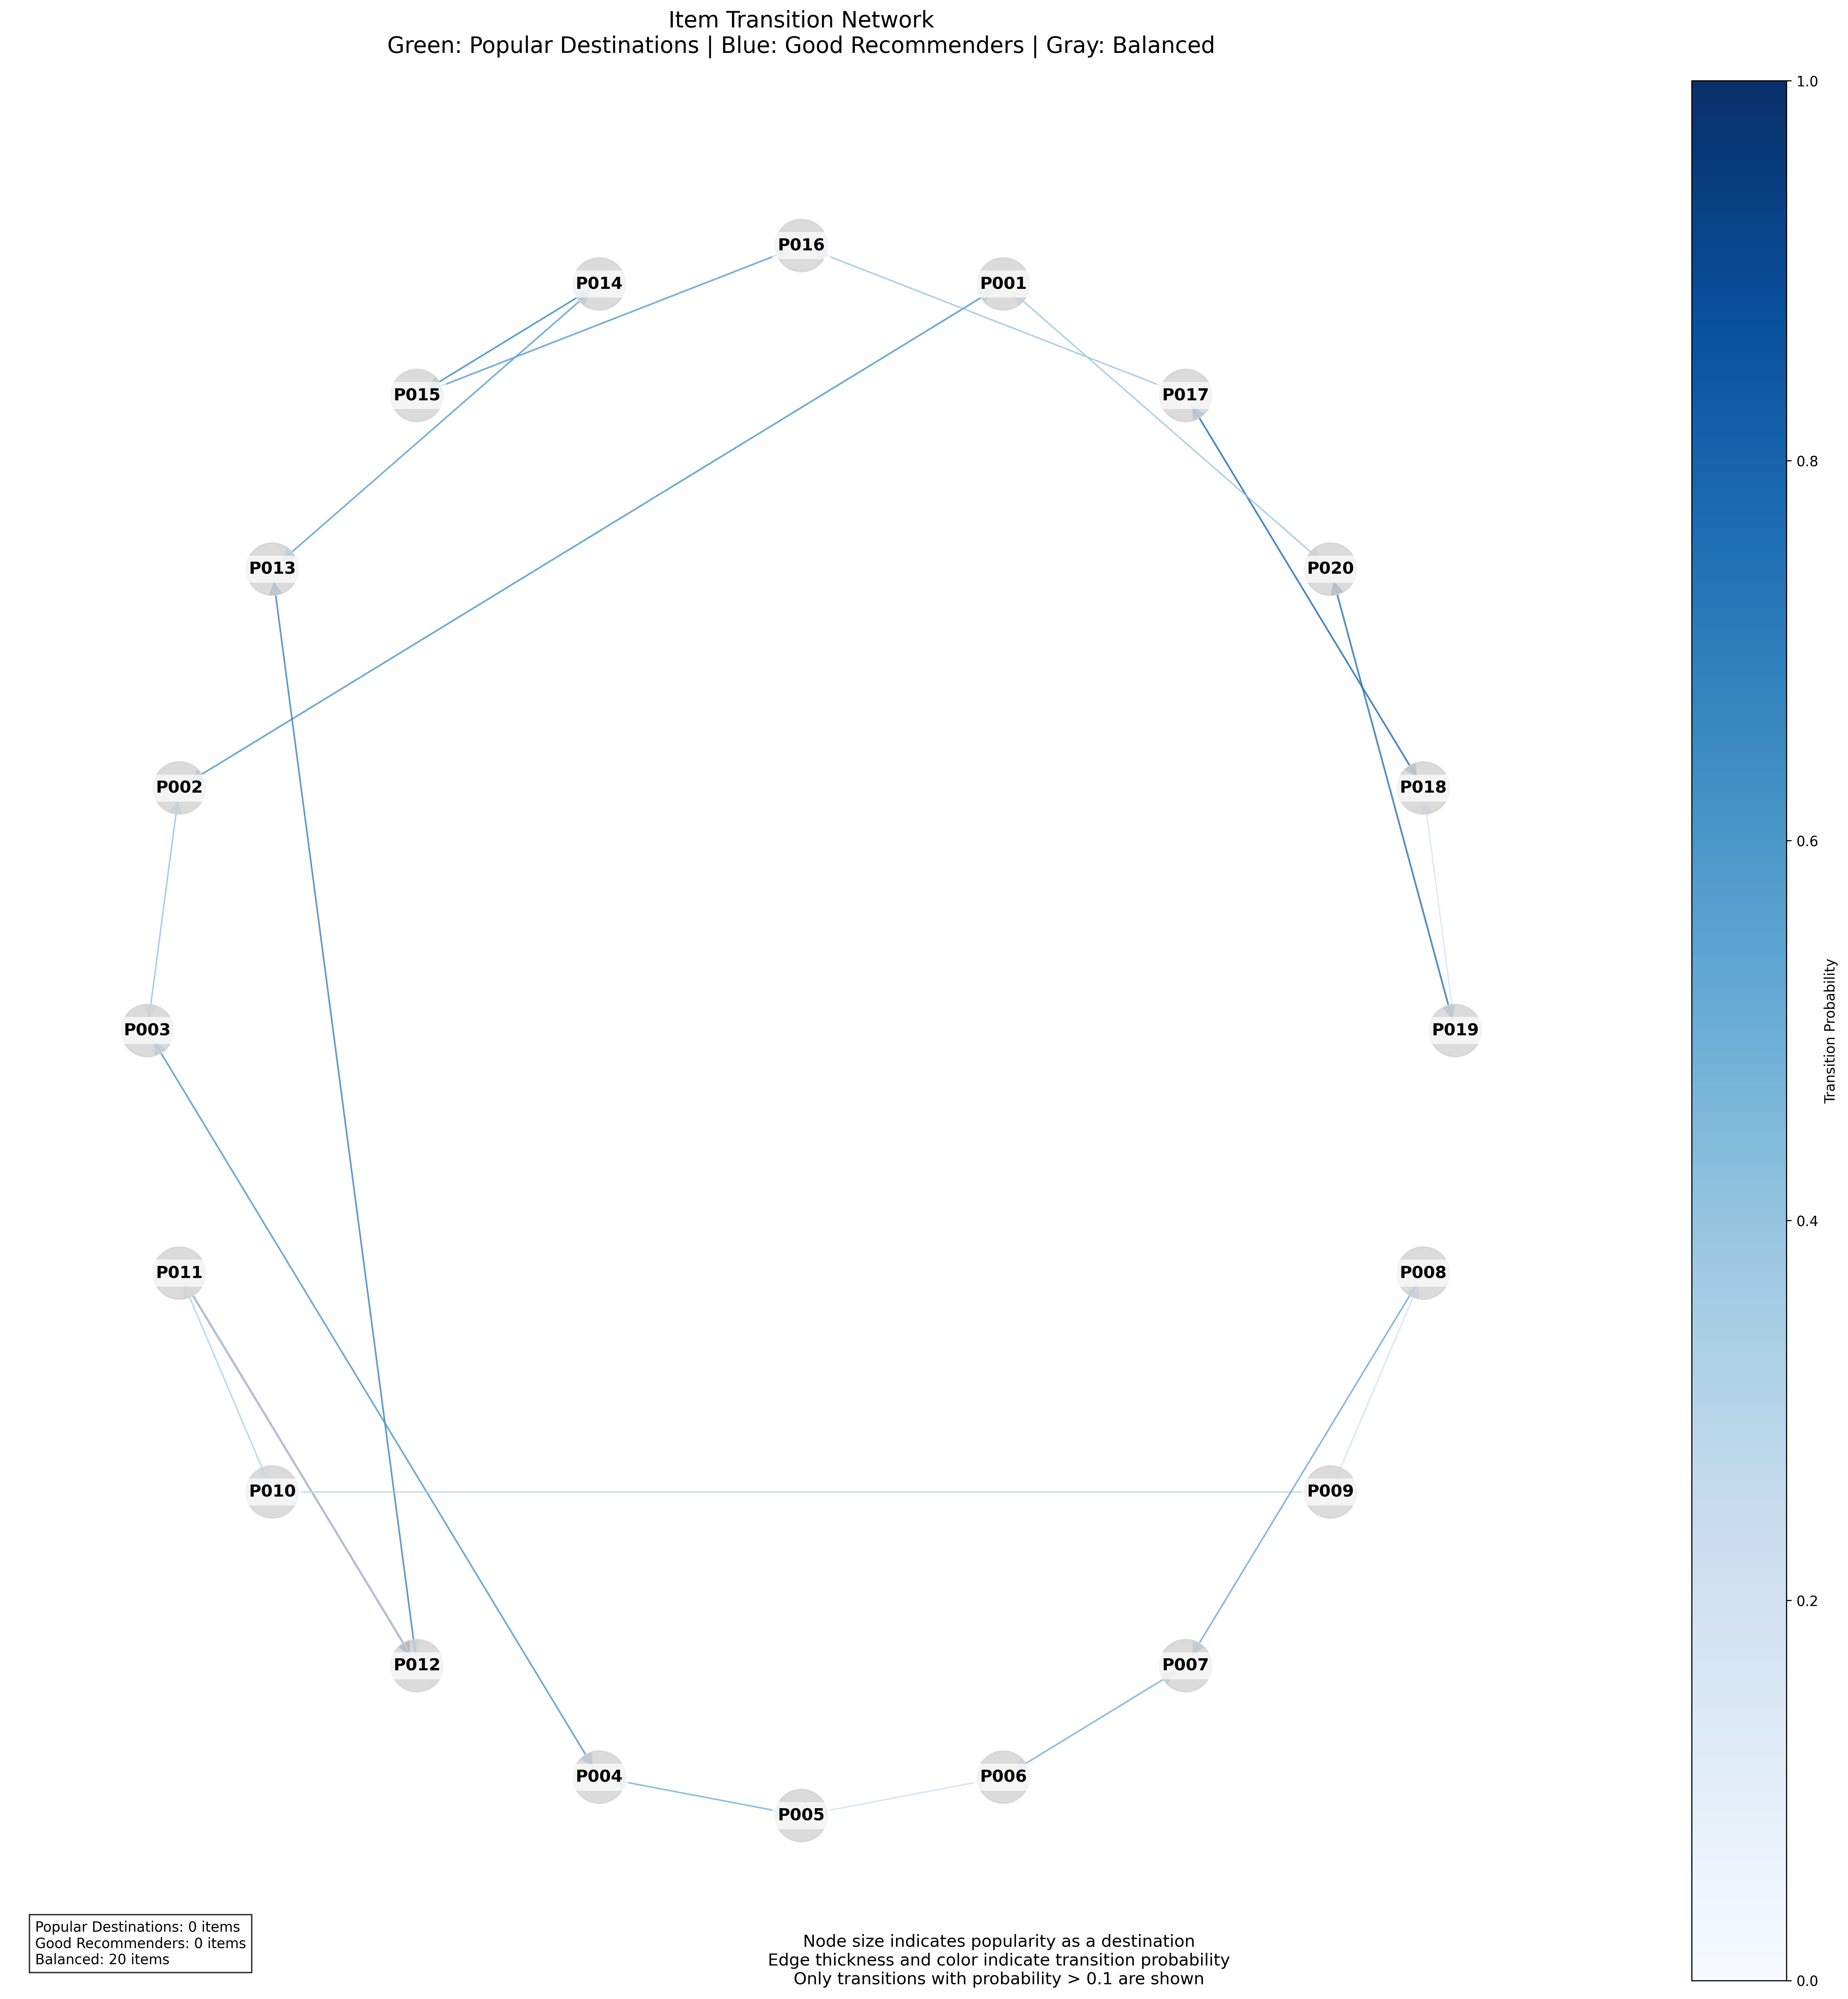 Item Transition Network
Green: Popular Destinations | Blue: Good Recommenders | Gray: Balanced
1.0
P016
P014
P001
P015
P017
0.8
P013
P020
P002
P018
0.6
Transition Probability
P003
P019
0.4
P011
P008
P010
P009
0.2
P012
P007
P004
P006
P005
Popular Destinations: 0 items
Good Recommenders: 0 items
Balanced: 20 items
Node size indicates popularity as a destination
Edge thickness and color indicate transition probability
Only transitions with probability > 0.1 are shown
0.0